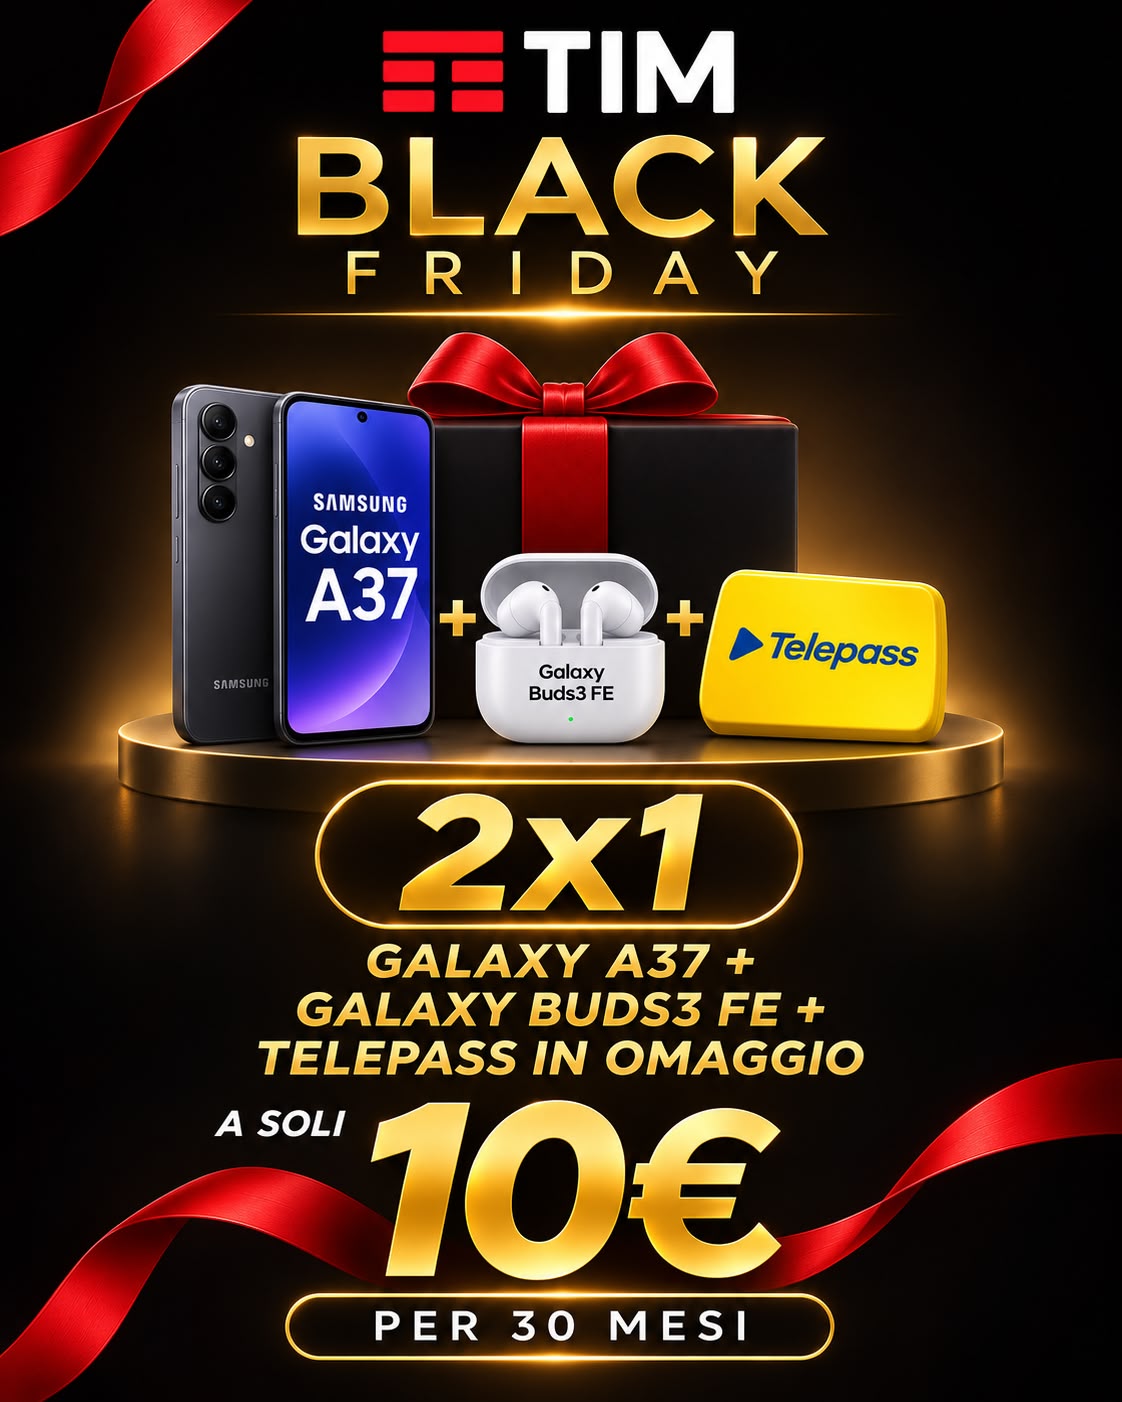 TIM
BLACK
FRIDAY
SAMSUNG
Galaxy
A37
SAMSUNG
+
Galaxy
Buds3 FE
+
Telepass
2x1
GALAXY A37 +
GALAXY BUDS3 FE +
TELEPASS IN OMAGGIO
A SOLI
10€
PER 30 MESI